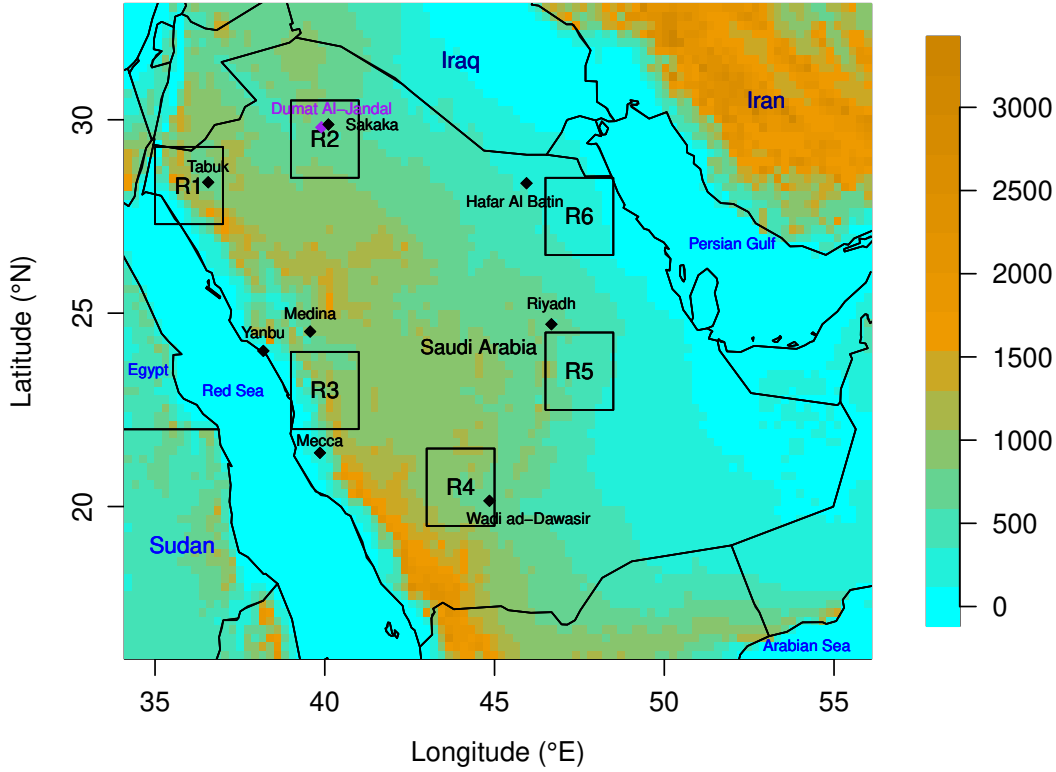 Iraq
Iran
3000
Dumat Al-Jandal
30
Sakaka
R2
Tabuk
R1
2500
Hafar Al Batin
R6
Persian Gulf
2000
25
Medina
Riyadh
Yanbu
Saudi Arabia
1500
Egypt
R5
Red Sea
R3
Latitude (°N)
Mecca
1000
R4
20
Wadi ad-Dawasir
500
Sudan
0
Arabian Sea
35
40
45
50
55
Longitude (°E)